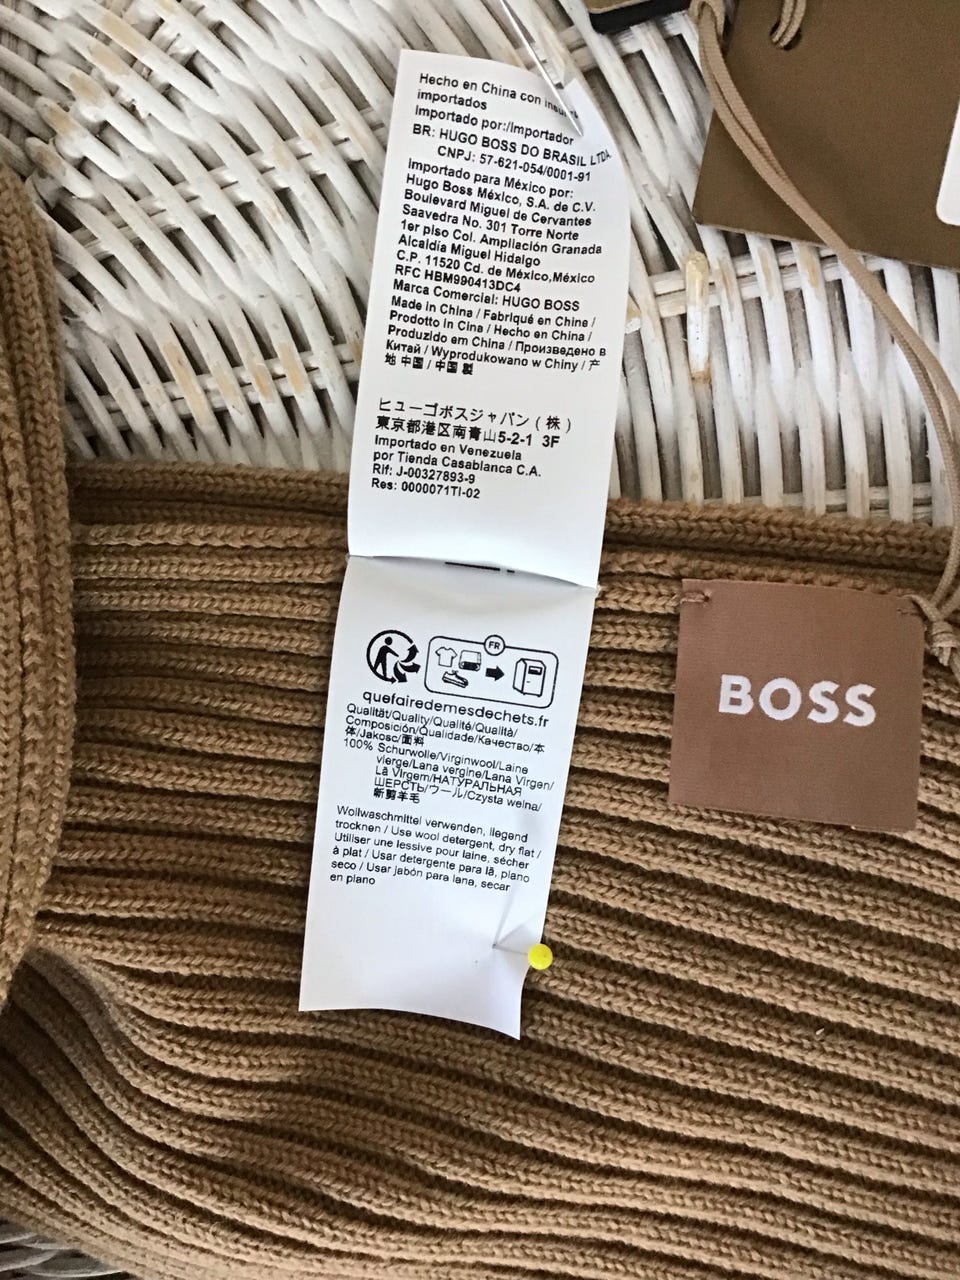 Hecho en China con
importados
Importado por:/Importador
BR: HUGO BOSS DO BRASIL LTDA.
CNPJ: 57-621-054/0001-91
Importado para México por:
Hugo Boss México, S.A. de C.V.
Boulevard Miguel de Cervantes
Saavedra No. 301 Torre Norte
1er piso Col. Ampliación Granada
Alcaldía Miguel Hidalgo
C.P. 11520 Cd. de México,México
RFC HBM990413DC4
Marca Comercial: HUGO BOSS
Made in China / Fabriqué en Chine /
Prodotto in Cina / Hecho en China /
Produzido em China / Произведено в
Китай / Wyprodukowano w Chiny / 产
地 中国 / 中国 製
ヒューゴボスジャパン (株)
東京都港区南青山5-2-1 3F
Importado en Venezuela
por Tienda Casablanca C.A.
Rif: J-00327893-9
Res: 0000071TI-02
FR
quefairedemesdechets.fr
Qualität/Quality/Qualité/Qualità/
Composición/Qualidade/Качество/本
体/Jakosc/面料
100% Schurwolle/Virginwool/Laine
vierge/Lana vergine/Lana Virgen/
Lã Virgem/НАТУРАЛЬНАЯ
ШЕРСТЬ/ウール/Czysta welna/
新剪羊毛
Wollwaschmittel verwenden, liegend
trocknen / Use wool detergent, dry flat /
Utiliser une lessive pour laine, sécher
à plat / Usar detergente para lã, plano
seco / Usar jabón para lana, secar
en plano
BOSS